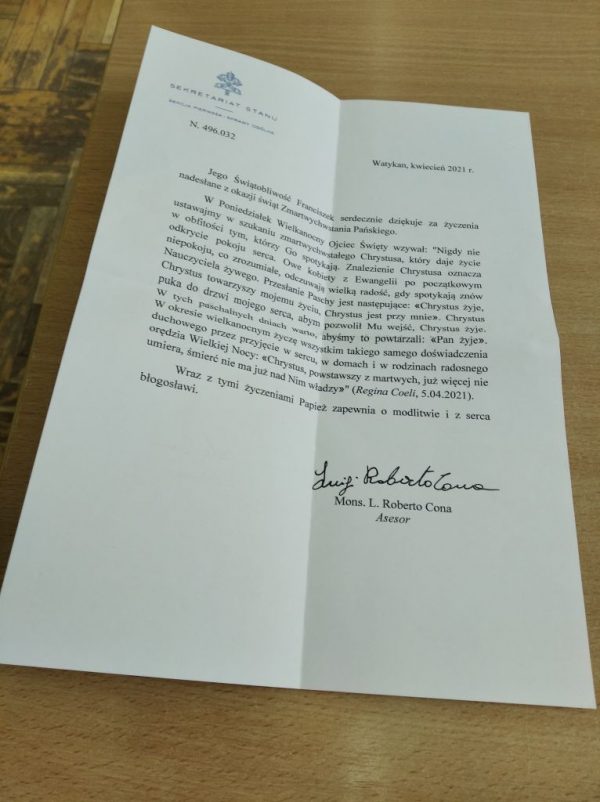 SEKRETARIAT STANU
SEKCJA PIERWSZA - SPRAWY OGÓLNE
N. 496.032
Watykan, kwiecień 2021 r.
Jego Świątobliwość Franciszek serdecznie dziękuje za życzenia
nadesłane z okazji świąt Zmartwychwstania Pańskiego.
W Poniedziałek Wielkanocny Ojciec Święty wzywał: "Nigdy nie
ustawajmy w szukaniu zmartwychwstałego Chrystusa, który daje życie
w obfitości tym, którzy Go spotykają. Znalezienie Chrystusa oznacza
odkrycie pokoju serca. Owe kobiety z Ewangelii po początkowym
niepokoju, co zrozumiałe, odczuwają wielką radość, gdy spotykają znów
Nauczyciela żywego. Przesłanie Paschy jest następujące: «Chrystus żyje,
Chrystus towarzyszy mojemu życiu, Chrystus jest przy mnie». Chrystus
puka do drzwi mojego serca, abym pozwolił Mu wejść, Chrystus żyje.
W tych paschalnych dniach warto, abyśmy to powtarzali: «Pan żyje».
W okresie wielkanocnym życzę wszystkim takiego samego doświadczenia
duchowego przez przyjęcie w sercu, w domach i w rodzinach radosnego
orędzia Wielkiej Nocy: «Chrystus, powstawszy z martwych, już więcej nie
umiera, śmierć nie ma już nad Nim władzy»" (Regina Coeli, 5.04.2021).
Wraz z tymi życzeniami Papież zapewnia o modlitwie i z serca
błogosławi.
Luigi Roberto Cona
Mons. L. Roberto Cona
Asesor